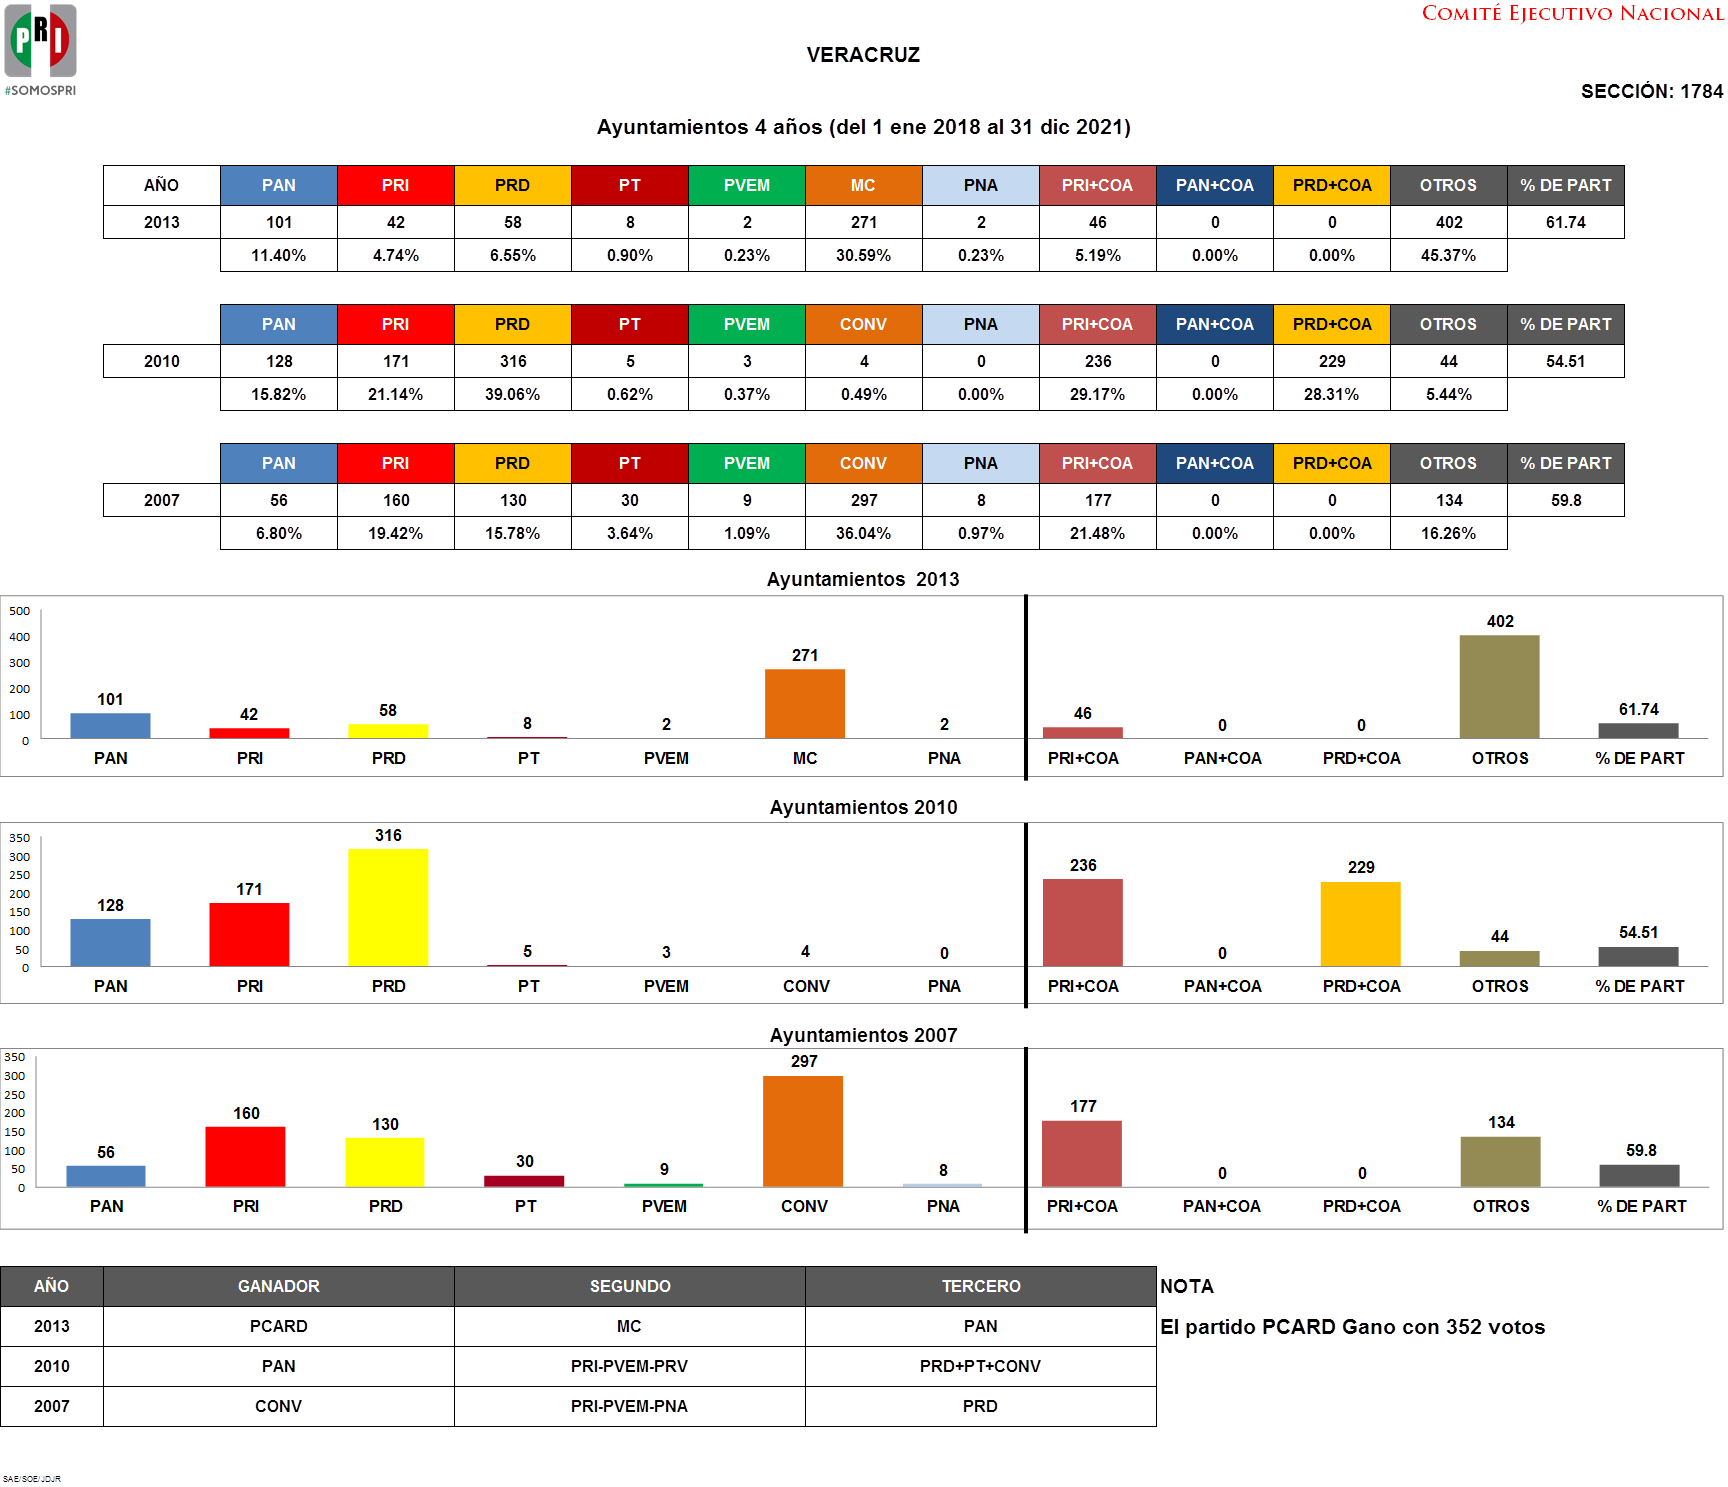 PRI
#SOMOSPRI
COMITÉ EJECUTIVO NACIONAL
VERACRUZ
SECCIÓN: 1784
Ayuntamientos 4 años (del 1 ene 2018 al 31 dic 2021)
AÑO PAN PRI PRD PT PVEM MC PNA PRI+COA PAN+COA PRD+COA OTROS % DE PART
2013 101 42 58 8 2 271 2 46 0 0 402 61.74
11.40% 4.74% 6.55% 0.90% 0.23% 30.59% 0.23% 5.19% 0.00% 0.00% 45.37%
PAN PRI PRD PT PVEM CONV PNA PRI+COA PAN+COA PRD+COA OTROS % DE PART
2010 128 171 316 5 3 4 0 236 0 229 44 54.51
15.82% 21.14% 39.06% 0.62% 0.37% 0.49% 0.00% 29.17% 0.00% 28.31% 5.44%
PAN PRI PRD PT PVEM CONV PNA PRI+COA PAN+COA PRD+COA OTROS % DE PART
2007 56 160 130 30 9 297 8 177 0 0 134 59.8
6.80% 19.42% 15.78% 3.64% 1.09% 36.04% 0.97% 21.48% 0.00% 0.00% 16.26%
Ayuntamientos 2013
500
400
300
200
100
0
101 42 58 8 2 271 2 46 0 0 402 61.74
PAN PRI PRD PT PVEM MC PNA PRI+COA PAN+COA PRD+COA OTROS % DE PART
Ayuntamientos 2010
350
300
250
200
150
100
50
0
128 171 316 5 3 4 0 236 0 229 44 54.51
PAN PRI PRD PT PVEM CONV PNA PRI+COA PAN+COA PRD+COA OTROS % DE PART
Ayuntamientos 2007
350
300
250
200
150
100
50
0
56 160 130 30 9 297 8 177 0 0 134 59.8
PAN PRI PRD PT PVEM CONV PNA PRI+COA PAN+COA PRD+COA OTROS % DE PART
AÑO GANADOR SEGUNDO TERCERO NOTA
2013 PCARD MC PAN El partido PCARD Gano con 352 votos
2010 PAN PRI-PVEM-PRV PRD+PT+CONV
2007 CONV PRI-PVEM-PNA PRD
SAE/SOE/JDJR